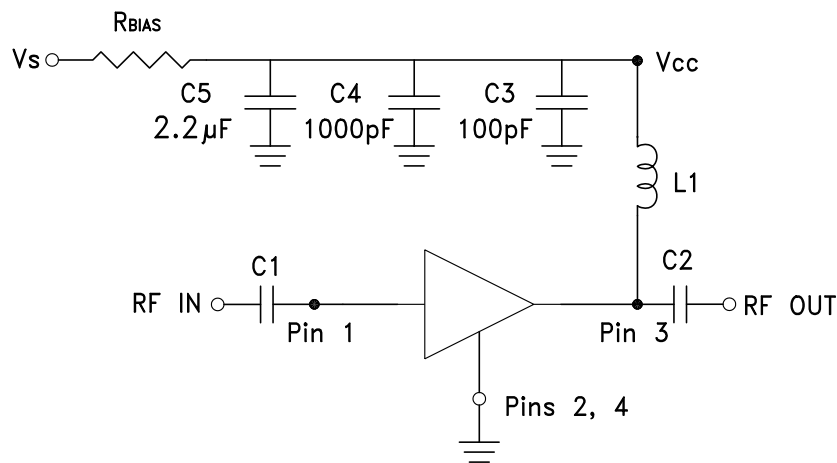 RBIAS
Vs
Vcc
C5
2.2µF
C4
1000pF
C3
100pF
L1
C1
C2
RF IN
RF OUT
Pin 1
Pin 3
Pins 2, 4